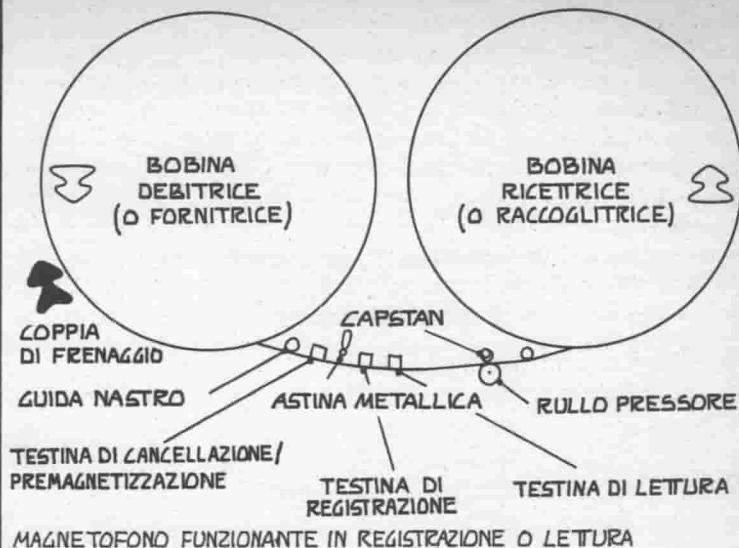 BOBINA
DEBITRICE
(O FORNITRICE)
BOBINA
RICETTRICE
(O RACCOGLITRICE)
COPPIA
DI FRENAGGIO
CAPSTAN
GUIDA NASTRO
ASTINA METALLICA
RULLO PRESSORE
TESTINA DI CANCELLAZIONE/
PREMAGNETIZZAZIONE
TESTINA DI
REGISTRAZIONE
TESTINA DI LETTURA
MAGNETOFONO FUNZIONANTE IN REGISTRAZIONE O LETTURA